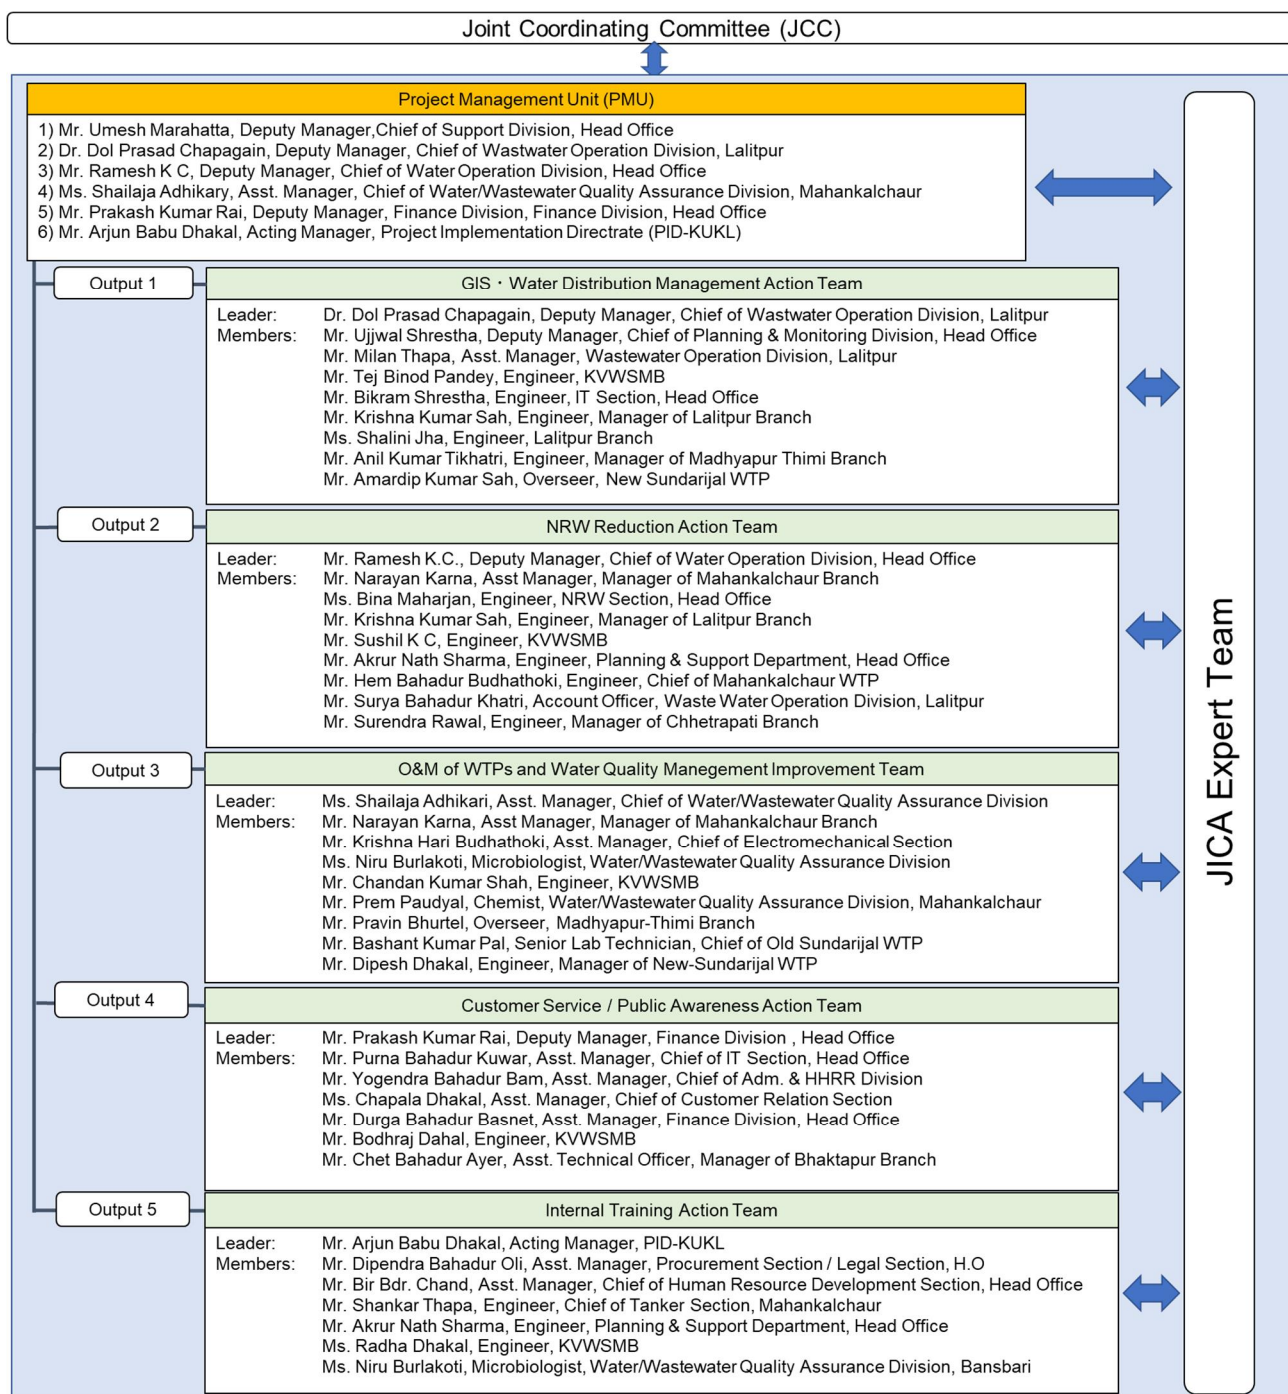 Joint Coordinating Committee (JCC)
Project Management Unit (PMU)
1) Mr. Umesh Marahatta, Deputy Manager,Chief of Support Division, Head Office
2) Dr. Dol Prasad Chapagain, Deputy Manager, Chief of Wastwater Operation Division, Lalitpur
3) Mr. Ramesh K C, Deputy Manager, Chief of Water Operation Division, Head Office
4) Ms. Shailaja Adhikary, Asst. Manager, Chief of Water/Wastewater Quality Assurance Division, Mahankalchaur
5) Mr. Prakash Kumar Rai, Deputy Manager, Finance Division, Finance Division, Head Office
6) Mr. Arjun Babu Dhakal, Acting Manager, Project Implementation Directrate (PID-KUKL)
Output 1
GIS・Water Distribution Management Action Team
Leader: Dr. Dol Prasad Chapagain, Deputy Manager, Chief of Wastwater Operation Division, Lalitpur
Members: Mr. Ujjwal Shrestha, Deputy Manager, Chief of Planning & Monitoring Division, Head Office
Mr. Milan Thapa, Asst. Manager, Wastewater Operation Division, Lalitpur
Mr. Tej Binod Pandey, Engineer, KVWSMB
Mr. Bikram Shrestha, Engineer, IT Section, Head Office
Mr. Krishna Kumar Sah, Engineer, Manager of Lalitpur Branch
Ms. Shalini Jha, Engineer, Lalitpur Branch
Mr. Anil Kumar Tikhatri, Engineer, Manager of Madhyapur Thimi Branch
Mr. Amardip Kumar Sah, Overseer, New Sundarijal WTP
Output 2
NRW Reduction Action Team
Leader: Mr. Ramesh K.C., Deputy Manager, Chief of Water Operation Division, Head Office
Members: Mr. Narayan Karna, Asst Manager, Manager of Mahankalchaur Branch
Ms. Bina Maharjan, Engineer, NRW Section, Head Office
Mr. Krishna Kumar Sah, Engineer, Manager of Lalitpur Branch
Mr. Sushil K C, Engineer, KVWSMB
Mr. Akrur Nath Sharma, Engineer, Planning & Support Department, Head Office
Mr. Hem Bahadur Budhathoki, Engineer, Chief of Mahankalchaur WTP
Mr. Surya Bahadur Khatri, Account Officer, Waste Water Operation Division, Lalitpur
Mr. Surendra Rawal, Engineer, Manager of Chhetrapati Branch
Output 3
O&M of WTPs and Water Quality Manegement Improvement Team
Leader: Ms. Shailaja Adhikari, Asst. Manager, Chief of Water/Wastewater Quality Assurance Division
Members: Mr. Narayan Karna, Asst Manager, Manager of Mahankalchaur Branch
Mr. Krishna Hari Budhathoki, Asst. Manager, Chief of Electromechanical Section
Ms. Niru Burlakoti, Microbiologist, Water/Wastewater Quality Assurance Division
Mr. Chandan Kumar Shah, Engineer, KVWSMB
Mr. Prem Paudyal, Chemist, Water/Wastewater Quality Assurance Division, Mahankalchaur
Mr. Pravin Bhurtel, Overseer, Madhyapur-Thimi Branch
Mr. Bashant Kumar Pal, Senior Lab Technician, Chief of Old Sundarijal WTP
Mr. Dipesh Dhakal, Engineer, Manager of New-Sundarijal WTP
Output 4
Customer Service / Public Awareness Action Team
Leader: Mr. Prakash Kumar Rai, Deputy Manager, Finance Division , Head Office
Members: Mr. Purna Bahadur Kuwar, Asst. Manager, Chief of IT Section, Head Office
Mr. Yogendra Bahadur Bam, Asst. Manager, Chief of Adm. & HHRR Division
Ms. Chapala Dhakal, Asst. Manager, Chief of Customer Relation Section
Mr. Durga Bahadur Basnet, Asst. Manager, Finance Division, Head Office
Mr. Bodhraj Dahal, Engineer, KVWSMB
Mr. Chet Bahadur Ayer, Asst. Technical Officer, Manager of Bhaktapur Branch
Output 5
Internal Training Action Team
Leader: Mr. Arjun Babu Dhakal, Acting Manager, PID-KUKL
Members: Mr. Dipendra Bahadur Oli, Asst. Manager, Procurement Section / Legal Section, H.O
Mr. Bir Bdr. Chand, Asst. Manager, Chief of Human Resource Development Section, Head Office
Mr. Shankar Thapa, Engineer, Chief of Tanker Section, Mahankalchaur
Mr. Akrur Nath Sharma, Engineer, Planning & Support Department, Head Office
Ms. Radha Dhakal, Engineer, KVWSMB
Ms. Niru Burlakoti, Microbiologist, Water/Wastewater Quality Assurance Division, Bansbari
JICA Expert Team